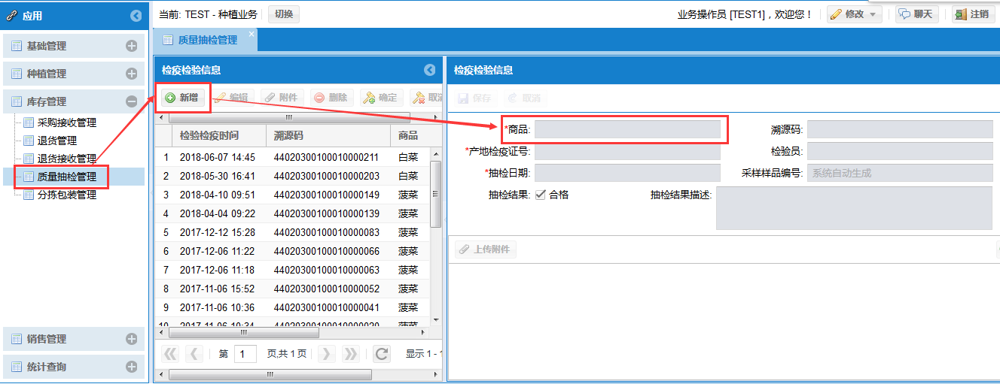 应用
当前: TEST - 种植业务 切换
业务操作员 [TEST1]，欢迎您！ 修改 聊天 注销
基础管理
种植管理
库存管理
采购接收管理
退货管理
退货接收管理
质量抽检管理
分拣包装管理
销售管理
统计查询
质量抽检管理
检疫检验信息
新增 编辑 附件 删除 确定 取消
检验检疫时间 溯源码 商品
1 2018-06-07 14:45 44020300100010000211 白菜
2 2018-05-30 16:41 44020300100010000203 白菜
3 2018-04-10 09:51 44020300100010000149 菠菜
4 2018-04-04 09:22 44020300100010000139 菠菜
5 2017-12-12 15:28 44020300100010000083 菠菜
6 2017-12-06 11:22 44020300100010000066 菠菜
7 2017-12-06 11:18 44020300100010000063 菠菜
8 2017-11-06 15:52 44020300100010000052 菠菜
9 2017-11-06 10:36 44020300100010000041 菠菜
10 2017-11-06 10:34 44020300100010000020 菠菜
第 1 页,共 1 页 显示 1 - 1
检疫检验信息
保存 取消
*商品: 溯源码:
*产地检疫证号: 检验员:
*抽检日期: 采样样品编号: 系统自动生成
抽检结果: 合格 抽检结果描述:
上传附件